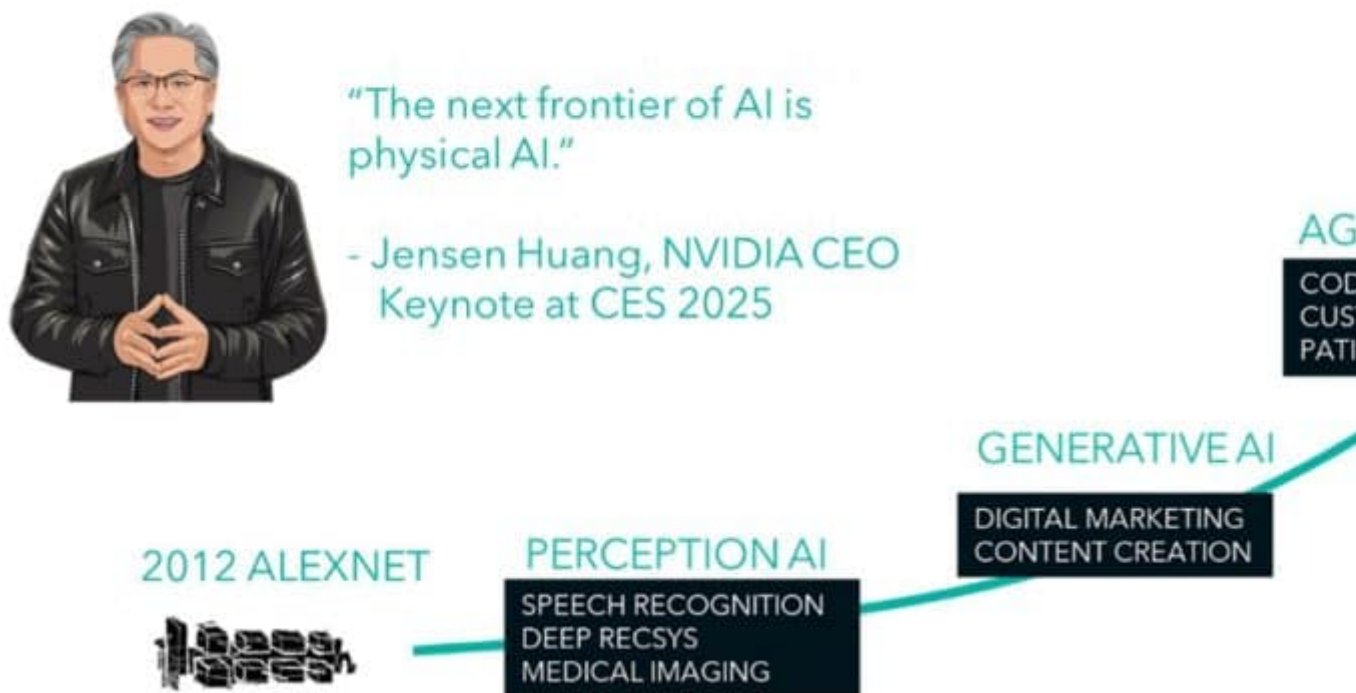 “The next frontier of AI is
physical AI.”
- Jensen Huang, NVIDIA CEO
Keynote at CES 2025
2012 ALEXNET
PERCEPTION AI
SPEECH RECOGNITION
DEEP RECSYS
MEDICAL IMAGING
GENERATIVE AI
DIGITAL MARKETING
CONTENT CREATION